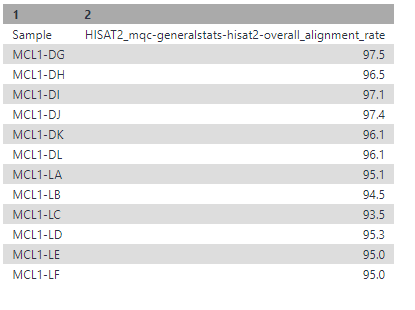 1 2
Sample HISAT2_mqc-generalstats-hisat2-overall_alignment_rate
MCL1-DG 97.5
MCL1-DH 96.5
MCL1-DI 97.1
MCL1-DJ 97.4
MCL1-DK 96.1
MCL1-DL 96.1
MCL1-LA 95.1
MCL1-LB 94.5
MCL1-LC 93.5
MCL1-LD 95.3
MCL1-LE 95.0
MCL1-LF 95.0